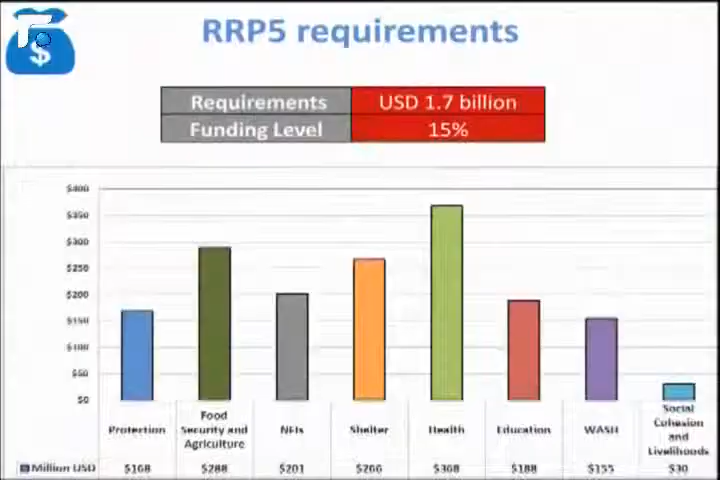 $
RRP5 requirements
Requirements USD 1.7 billion
Funding Level 15%
$400
$350
$300
$250
$200
$150
$100
$50
$0
Protection
Food Security and Agriculture
NFIs
Shelter
Health
Education
WASH
Social Cohesion and Livelihoods
Million USD $168 $288 $201 $266 $368 $188 $155 $30